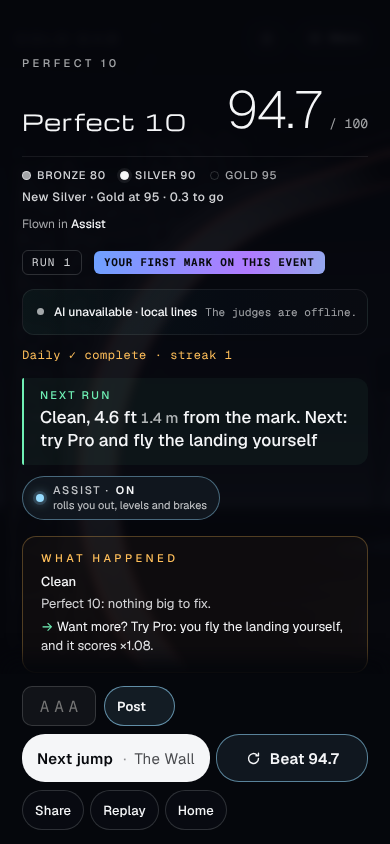 PERFECT 10
Perfect 10 94.7 / 100
BRONZE 80 SILVER 90 GOLD 95
New Silver · Gold at 95 · 0.3 to go
Flown in Assist
RUN 1 YOUR FIRST MARK ON THIS EVENT
AI unavailable · local lines The judges are offline.
Daily ✓ complete · streak 1
NEXT RUN
Clean, 4.6 ft 1.4 m from the mark. Next:
try Pro and fly the landing yourself
ASSIST · ON
rolls you out, levels and brakes
WHAT HAPPENED
Clean
Perfect 10: nothing big to fix.
→ Want more? Try Pro: you fly the landing yourself,
and it scores ×1.08.
AAA Post
Next jump · The Wall Beat 94.7
Share Replay Home